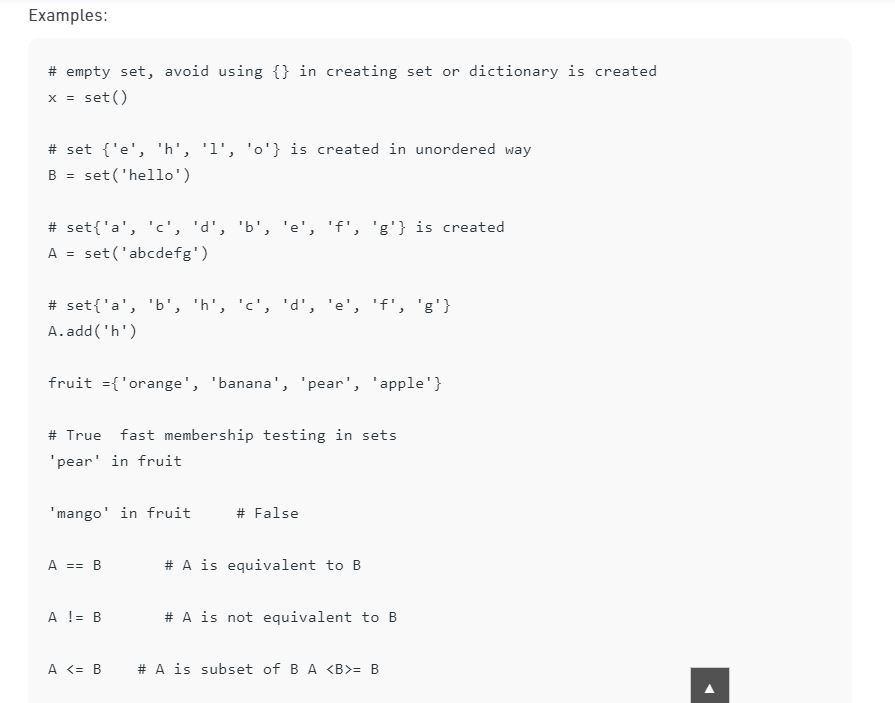 Examples:
# empty set, avoid using {} in creating set or dictionary is created
x = set()
# set {'e', 'h', 'l', 'o'} is created in unordered way
B = set('hello')
# set{'a', 'c', 'd', 'b', 'e', 'f', 'g'} is created
A = set('abcdefg')
# set{'a', 'b', 'h', 'c', 'd', 'e', 'f', 'g'}
A.add('h')
fruit ={'orange', 'banana', 'pear', 'apple'}
# True  fast membership testing in sets
'pear' in fruit
'mango' in fruit     # False
A == B       # A is equivalent to B
A != B       # A is not equivalent to B
A <= B    # A is subset of B A <B>= B